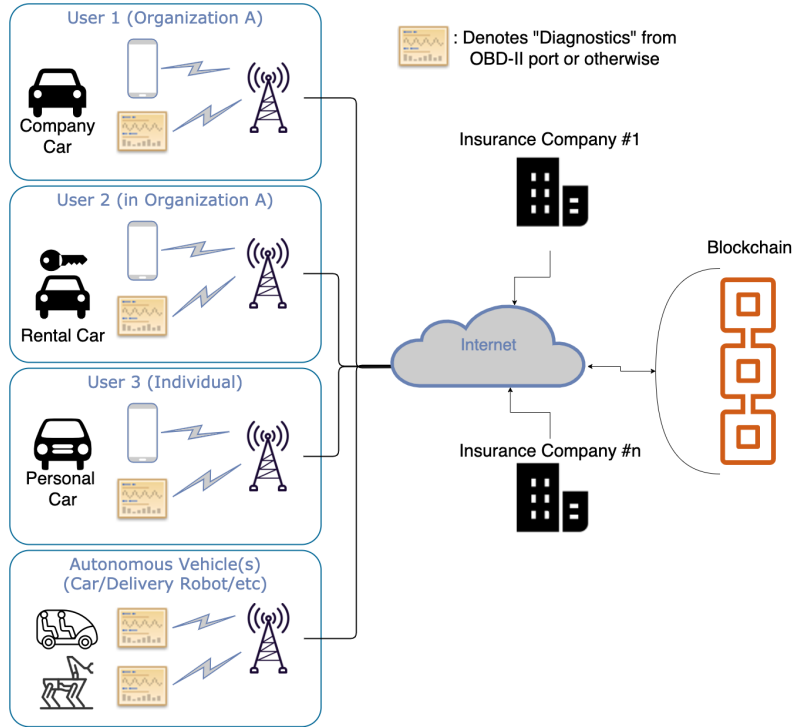 User 1 (Organization A)
Company
Car
: Denotes "Diagnostics" from
OBD-II port or otherwise
Insurance Company #1
User 2 (in Organization A)
Rental Car
Blockchain
Internet
User 3 (Individual)
Personal
Car
Insurance Company #n
Autonomous Vehicle(s)
(Car/Delivery Robot/etc)